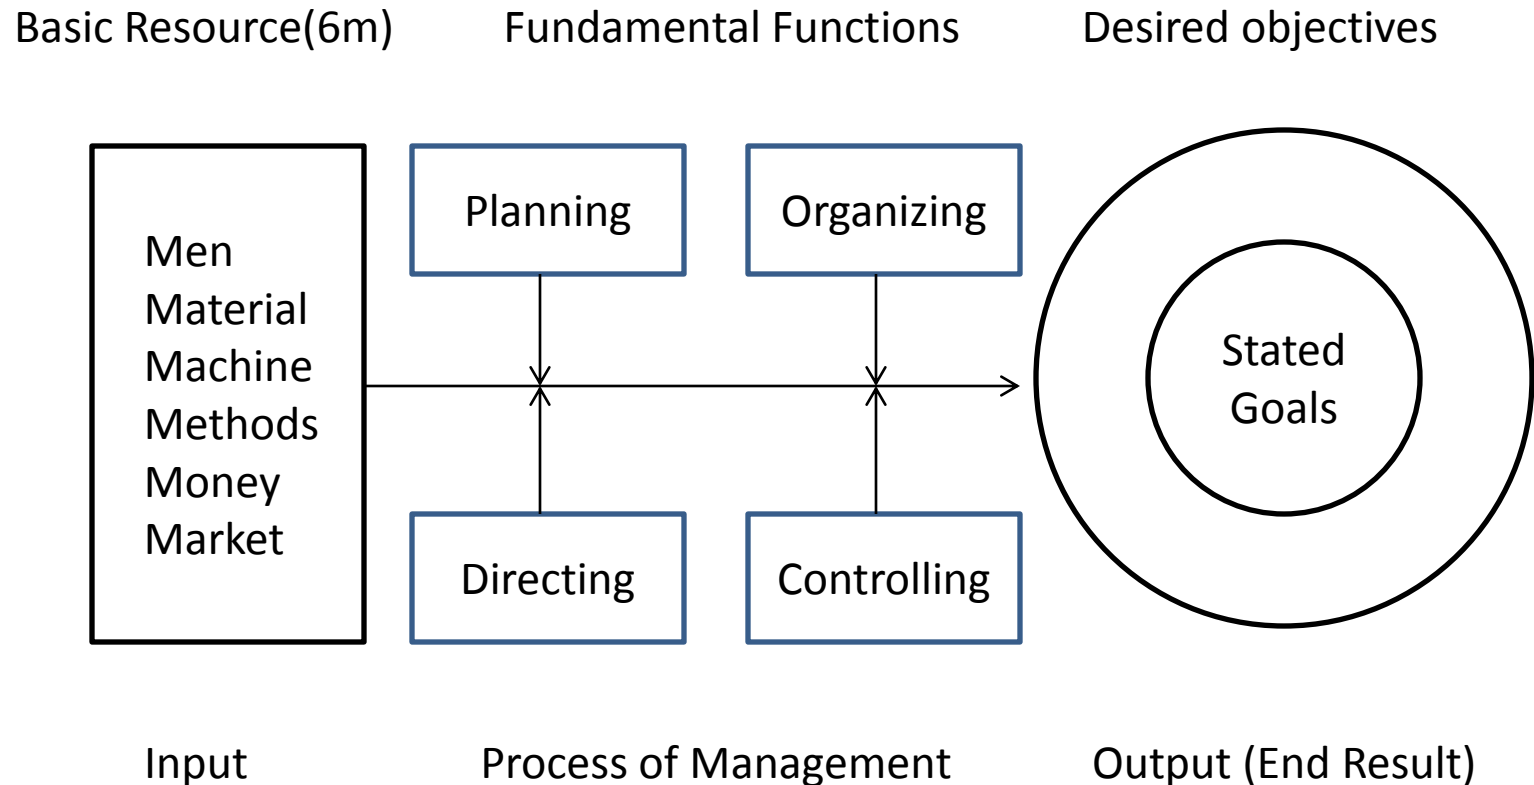 Basic Resource(6m)
Fundamental Functions
Desired objectives
Men
Material
Machine
Methods
Money
Market
Planning
Organizing
Directing
Controlling
Stated
Goals
Input
Process of Management
Output (End Result)